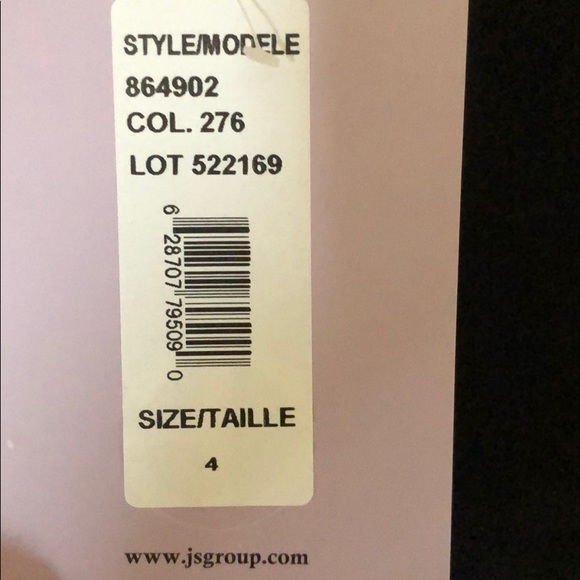 STYLE/MODELE
864902
COL. 276
LOT 522169
6 28707 79509 0
SIZE/TAILLE
4
www.jsgroup.com